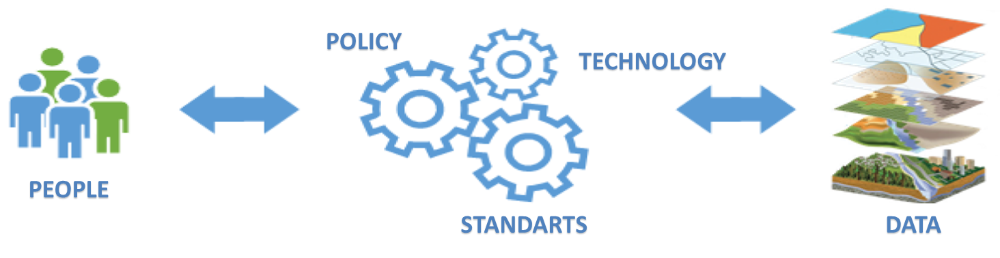 POLICY
TECHNOLOGY
PEOPLE
STANDARTS
DATA